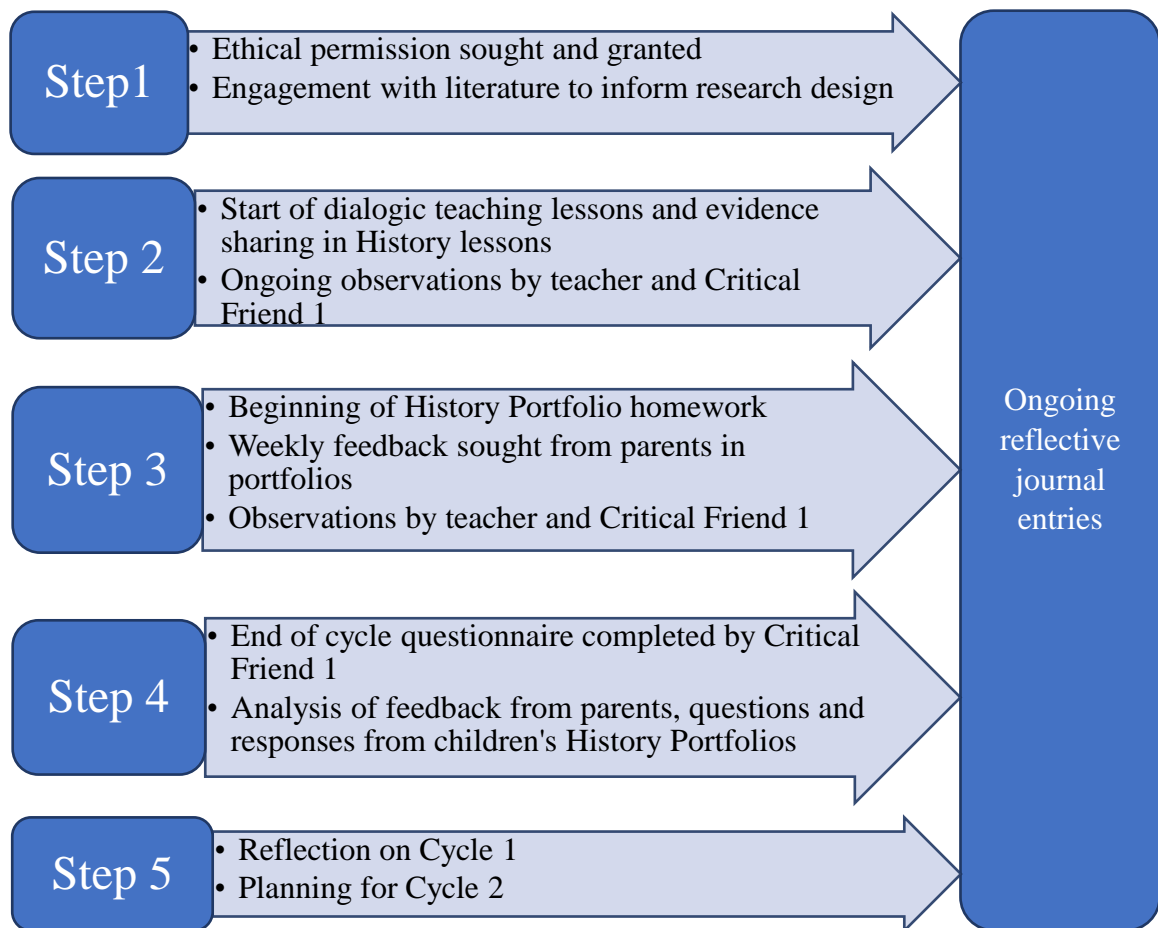 Step1
• Ethical permission sought and granted
• Engagement with literature to inform research design
Step 2
• Start of dialogic teaching lessons and evidence
sharing in History lessons
• Ongoing observations by teacher and Critical
Friend 1
Step 3
• Beginning of History Portfolio homework
• Weekly feedback sought from parents in
portfolios
• Observations by teacher and Critical Friend 1
Step 4
• End of cycle questionnaire completed by Critical
Friend 1
• Analysis of feedback from parents, questions and
responses from children's History Portfolios
Step 5
• Reflection on Cycle 1
• Planning for Cycle 2
Ongoing
reflective
journal
entries